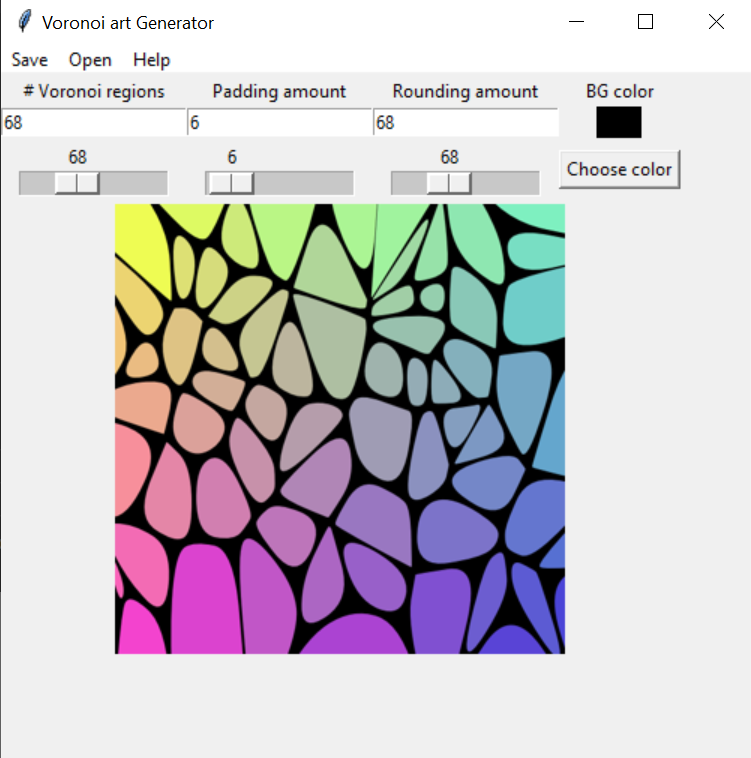 Voronoi art Generator
Save Open Help
# Voronoi regions Padding amount Rounding amount BG color
68 6 68
68 6 68
Choose color